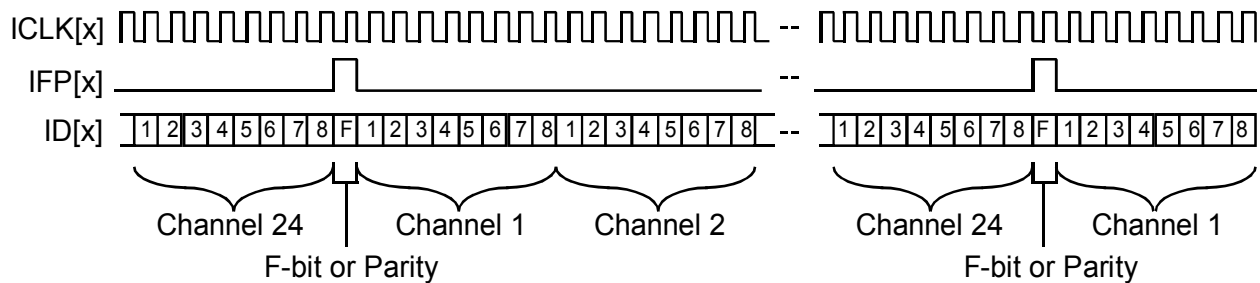 ICLK[x] -- 
IFP[x] --
ID[x] 1 2 3 4 5 6 7 8 F 1 2 3 4 5 6 7 8 1 2 3 4 5 6 7 8 -- 1 2 3 4 5 6 7 8 F 1 2 3 4 5 6 7 8
Channel 24 Channel 1 Channel 2 Channel 24 Channel 1
F-bit or Parity F-bit or Parity